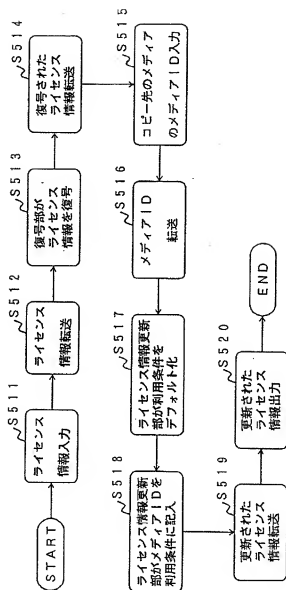 START
S511
ライセンス
情報入力
S512
ライセンス
情報転送
S513
復号部が
ライセンス
情報を復号
S514
復号された
ライセンス
情報転送
S515
コピー先のメディア
のメディアID入力
S516
メディアID
転送
S517
ライセンス情報更新
部が利用条件を
デフォルト化
S518
ライセンス情報更新
部がメディアIDを
利用条件に記入
S519
更新された
ライセンス
情報転送
S520
更新された
ライセンス
情報出力
END